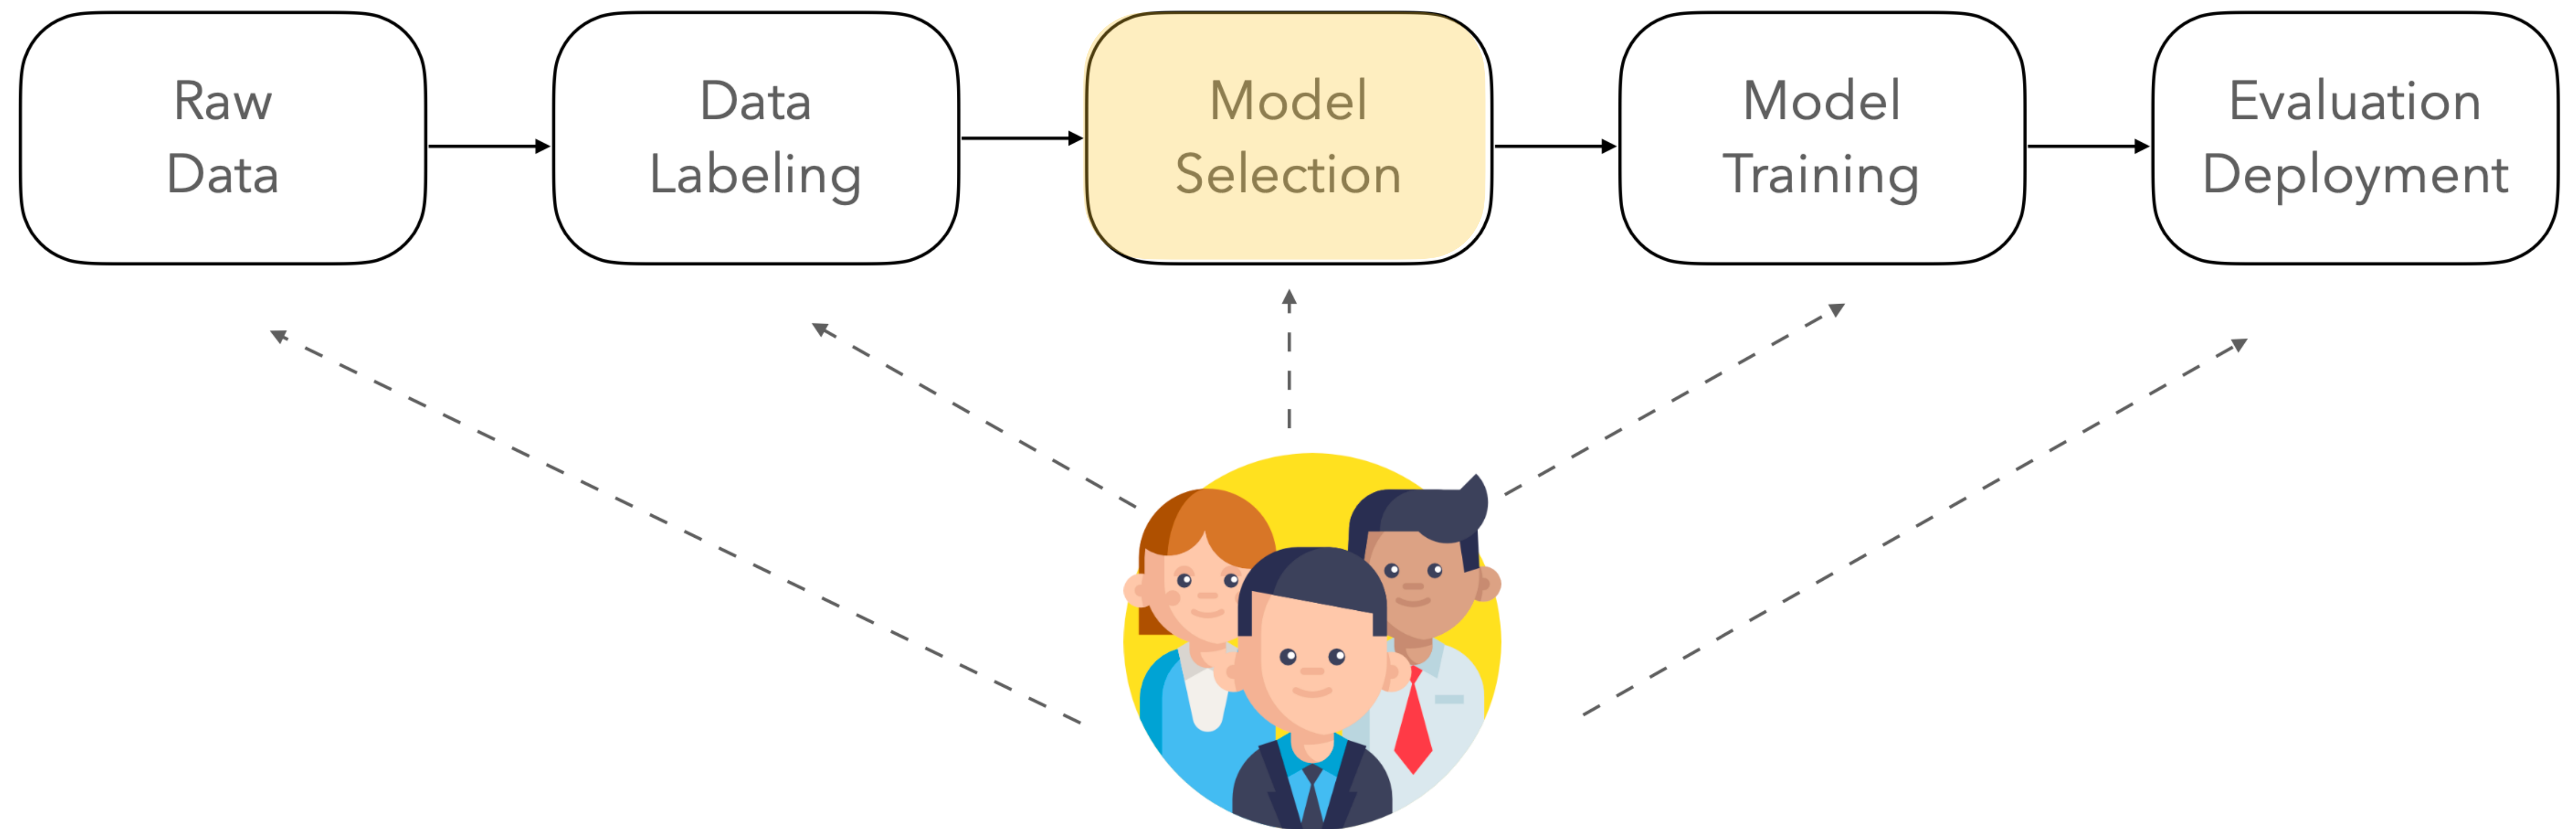 Raw
Data
Data
Labeling
Model
Selection
Model
Training
Evaluation
Deployment